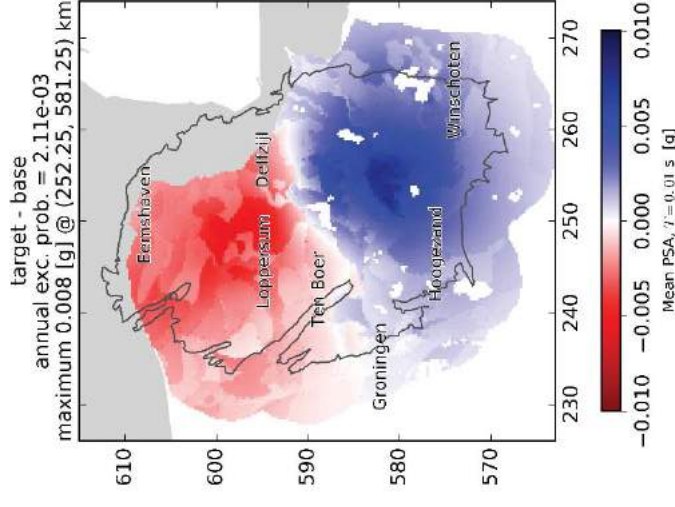 target - base
annual exc. prob. = 2.11e-03
maximum 0.008 [g] @ (252.25, 581.25) km
610
600
590
580
570
Eemshaven
Delfzijl
Loppersum
Ten Boer
Groningen
Hoogezand
Winschoten
230
240
250
260
270
−0.010
−0.005
0.000
0.005
0.010
Mean PSA, T=0.01 s [g]